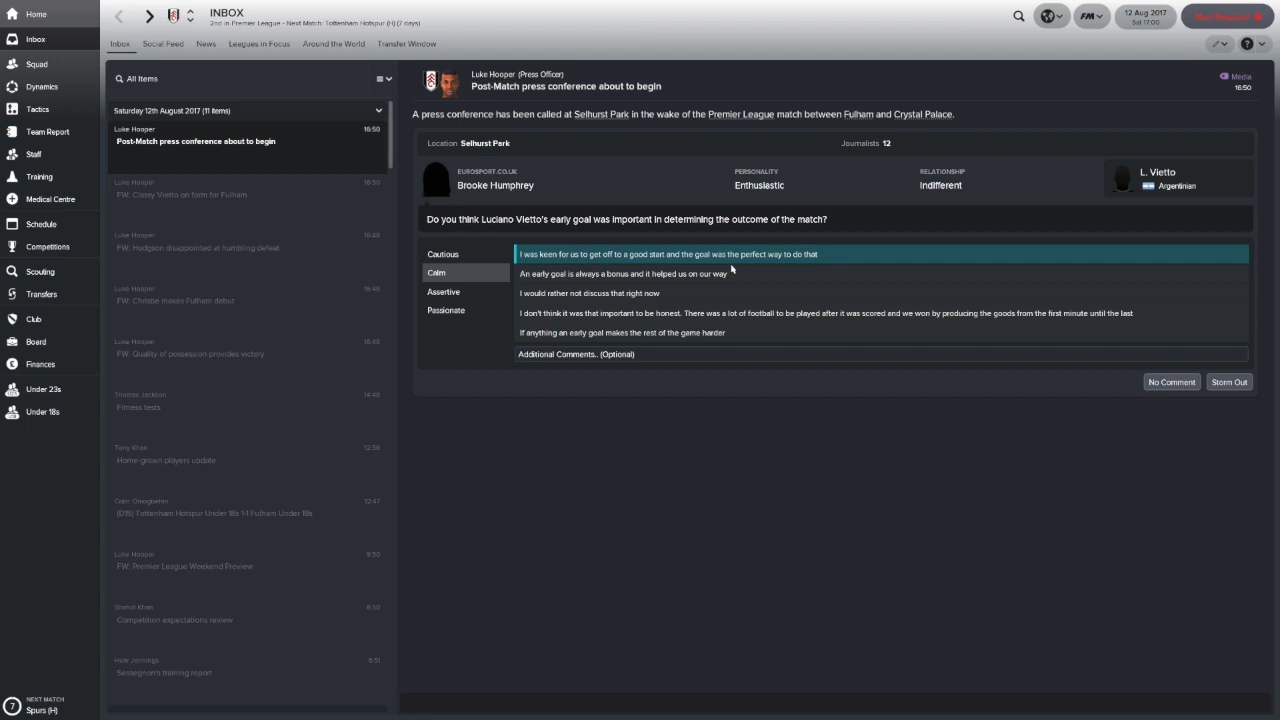 Home
INBOX
2nd in Premier League - Next Match: Tottenham Hotspur (H) (7 days)
FM
12 Aug 2017
Sat 17:00
Inbox
Inbox
Social Feed
News
Leagues in Focus
Around the World
Transfer Window
Squad
Dynamics
Tactics
Team Report
Staff
Training
Medical Centre
Schedule
Competitions
Scouting
Transfers
Club
Board
Finances
Under 23s
Under 18s
7
NEXT MATCH
Spurs (H)
All Items
Saturday 12th August 2017 (11 items)
Luke Hooper 16:50
Post-Match press conference about to begin
Luke Hooper 16:50
FW: Classy Vietto on form for Fulham
Luke Hooper 16:48
FW: Hodgson disappointed at humbling defeat
Luke Hooper 16:48
FW: Christie makes Fulham debut
Luke Hooper 16:46
FW: Quality of possession provides victory
Thomas Jackson 14:48
Fitness tests
Tony Khan 12:56
Home-grown players update
Colin Omogbehin 12:47
(D15) Tottenham Hotspur Under 18s 1-1 Fulham Under 18s
Luke Hooper 9:50
FW: Premier League Weekend Preview
Shahid Khan 8:50
Competition expectations review
Huw Jennings 6:51
Sessegnon's training report
Luke Hooper (Press Officer)
Post-Match press conference about to begin
Media
16:50
A press conference has been called at Selhurst Park in the wake of the Premier League match between Fulham and Crystal Palace.
Location Selhurst Park
Journalists 12
EUROSPORT.CO.UK
Brooke Humphrey
PERSONALITY
Enthusiastic
RELATIONSHIP
Indifferent
L. Vietto
Argentinian
Do you think Luciano Vietto's early goal was important in determining the outcome of the match?
Cautious
Calm
Assertive
Passionate
I was keen for us to get off to a good start and the goal was the perfect way to do that
An early goal is always a bonus and it helped us on our way
I would rather not discuss that right now
I don't think it was that important to be honest. There was a lot of football to be played after it was scored and we won by producing the goods from the first minute until the last
If anything an early goal makes the rest of the game harder
Additional Comments.. (Optional)
No Comment
Storm Out